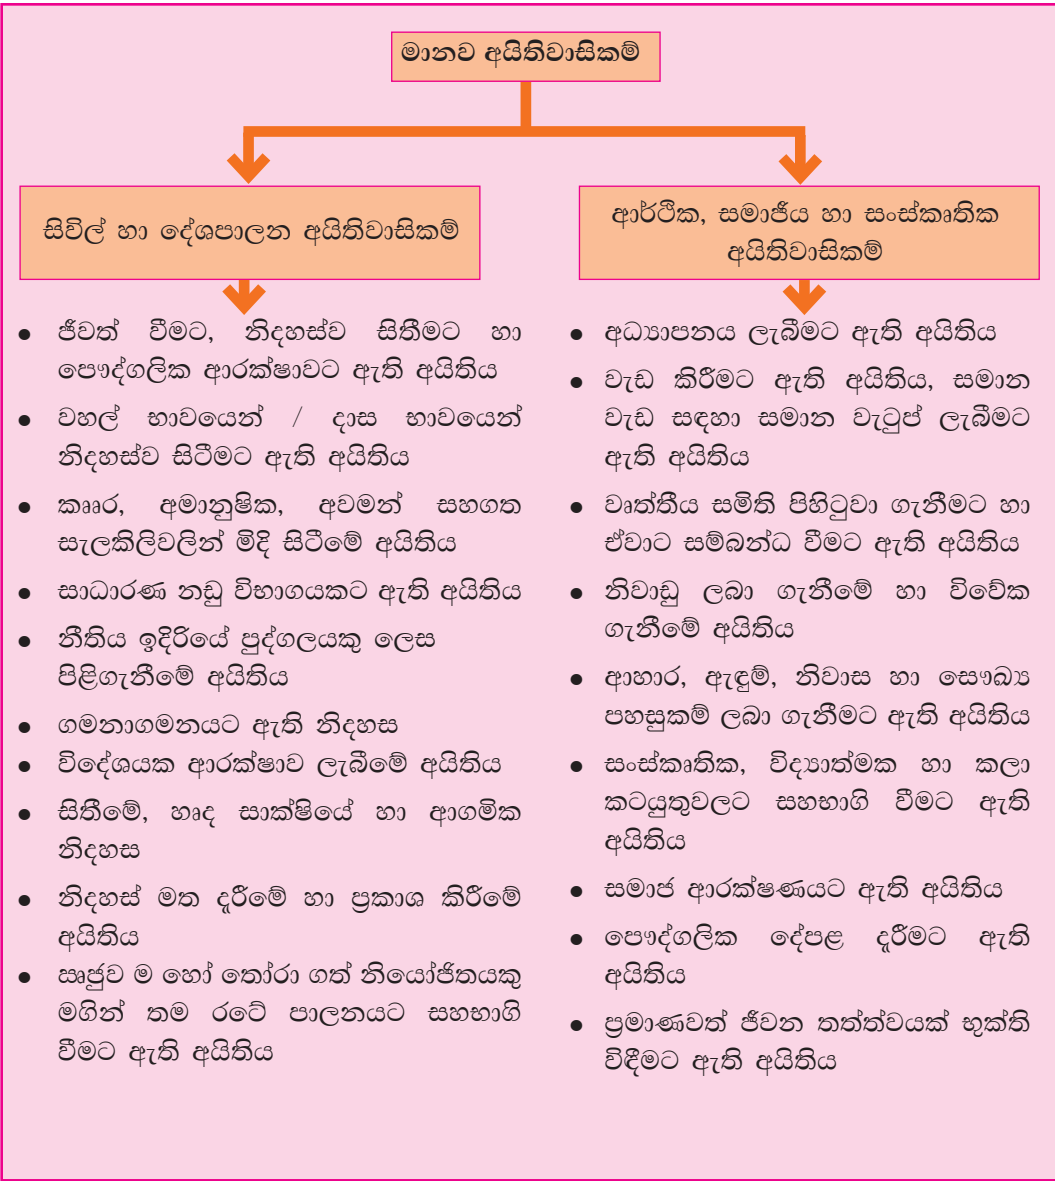 මානව අයිතිවාසිකම්
සිවිල් හා දේශපාලන අයිතිවාසිකම්
● ජීවත් වීමට, නිදහස්ව සිතීමට හා
පෞද්ගලික ආරක්ෂාවට ඇති අයිතිය
● වහල් භාවයෙන් / දාස භාවයෙන්
නිදහස්ව සිටීමට ඇති අයිතිය
● කෲර, අමානුෂික, අවමන් සහගත
සැලකිලිවලින් මිදි සිටීමේ අයිතිය
● සාධාරණ නඩු විභාගයකට ඇති අයිතිය
● නීතිය ඉදිරියේ පුද්ගලයකු ලෙස
පිළිගැනීමේ අයිතිය
● ගමනාගමනයට ඇති නිදහස
● විදේශයක ආරක්ෂාව ලැබීමේ අයිතිය
● සිතීමේ, හෘද සාක්ෂියේ හා ආගමික
නිදහස
● නිදහස් මත දැරීමේ හා ප්‍රකාශ කිරීමේ
අයිතිය
● ඍජුව ම හෝ තෝරා ගත් නියෝජිතයකු
මගින් තම රටේ පාලනයට සහභාගි
වීමට ඇති අයිතිය
ආර්ථික, සමාජීය හා සංස්කෘතික
අයිතිවාසිකම්
● අධ්‍යාපනය ලැබීමට ඇති අයිතිය
● වැඩ කිරීමට ඇති අයිතිය, සමාන
වැඩ සඳහා සමාන වැටුප් ලැබීමට
ඇති අයිතිය
● වෘත්තීය සමිති පිහිටුවා ගැනීමට හා
ඒවාට සම්බන්ධ වීමට ඇති අයිතිය
● නිවාඩු ලබා ගැනීමේ හා විවේක
ගැනීමේ අයිතිය
● ආහාර, ඇඳුම්, නිවාස හා සෞඛ්‍ය
පහසුකම් ලබා ගැනීමට ඇති අයිතිය
● සංස්කෘතික, විද්‍යාත්මක හා කලා
කටයුතුවලට සහභාගි වීමට ඇති
අයිතිය
● සමාජ ආරක්ෂණයට ඇති අයිතිය
● පෞද්ගලික දේපළ දැරීමට ඇති
අයිතිය
● ප්‍රමාණවත් ජීවන තත්ත්වයක් භුක්ති
විඳීමට ඇති අයිතිය